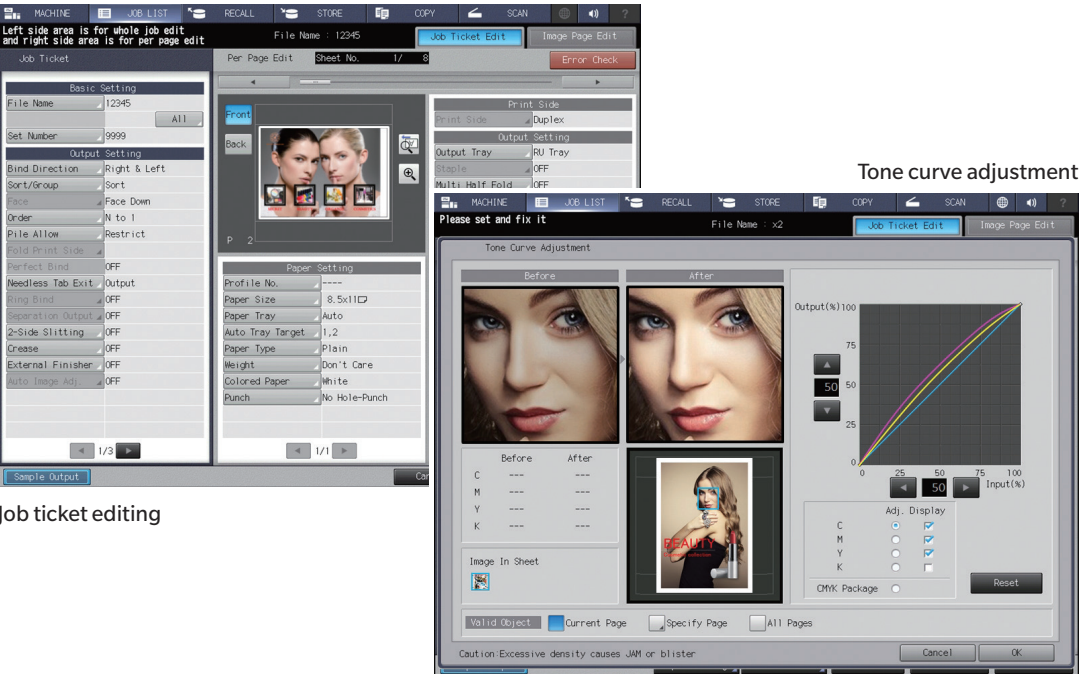 MACHINE JOB LIST RECALL STORE COPY SCAN ?
Left side area is for whole job edit
and right side area is for per page edit
File Name : 12345
Job Ticket Edit
Image Page Edit
Job Ticket
Per Page Edit Sheet No. 1/ 8
Error Check
Basic Setting
File Name 12345
All
Set Number 9999
Output Setting
Bind Direction Right & Left
Sort/Group Sort
Face Face Down
Order N to 1
Pile Allow Restrict
Fold Print Side
Perfect Bind OFF
Needless Tab Exit Output
Ring Bind OFF
Separation Output OFF
2-Side Slitting OFF
Crease OFF
External Finisher OFF
Auto Image Adj. OFF
1/3
Sample Output
Front
Back
P 2
Print Side
Print Side Duplex
Output Setting
Output Tray RU Tray
Staple OFF
Multi Half Fold OFF
Paper Setting
Profile No. ----
Paper Size 8.5x11
Paper Tray Auto
Auto Tray Target 1,2
Paper Type Plain
Weight Don't Care
Colored Paper White
Punch No Hole-Punch
1/1
Job ticket editing
Tone curve adjustment
MACHINE JOB LIST RECALL STORE COPY SCAN ?
Please set and fix it
File Name : x2
Job Ticket Edit
Image Page Edit
Tone Curve Adjustment
Before
After
Before After
C --- ---
M --- ---
Y --- ---
K --- ---
Image In Sheet
BEAUTY
Output(%)
100
75
50
50
25
0
0 25 50 75 100
50
Input(%)
Adj. Display
C
M
Y
K
CMYK Package
Reset
Valid Object Current Page Specify Page All Pages
Caution:Excessive density causes JAM or blister
Cancel
OK